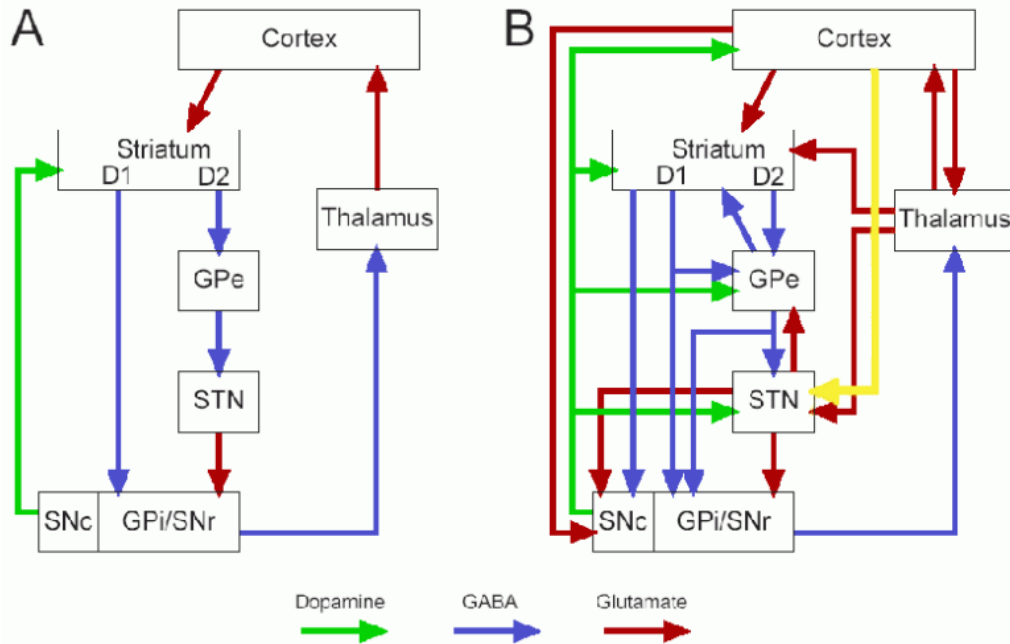 A
Cortex
Striatum
D1 D2
Thalamus
GPe
STN
SNc GPi/SNr
B
Cortex
Striatum
D1 D2
Thalamus
GPe
STN
SNc GPi/SNr
Dopamine GABA Glutamate